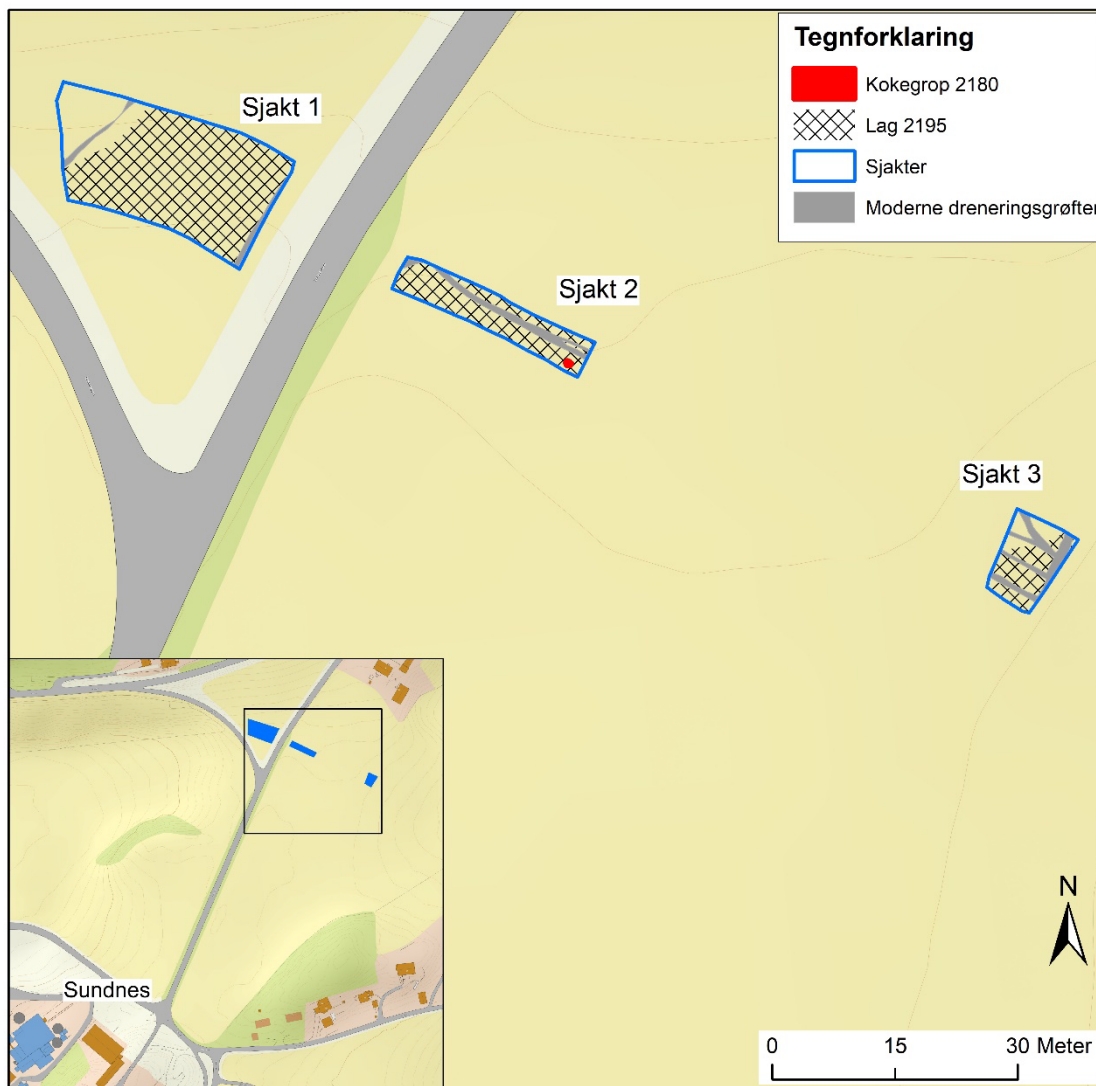 Tegnforklaring
Kokegrop 2180
Lag 2195
Sjakter
Moderne dreneringsgrøfter
Sjakt 1
Sjakt 2
Sjakt 3
Sundnes
N
0 15 30 Meter